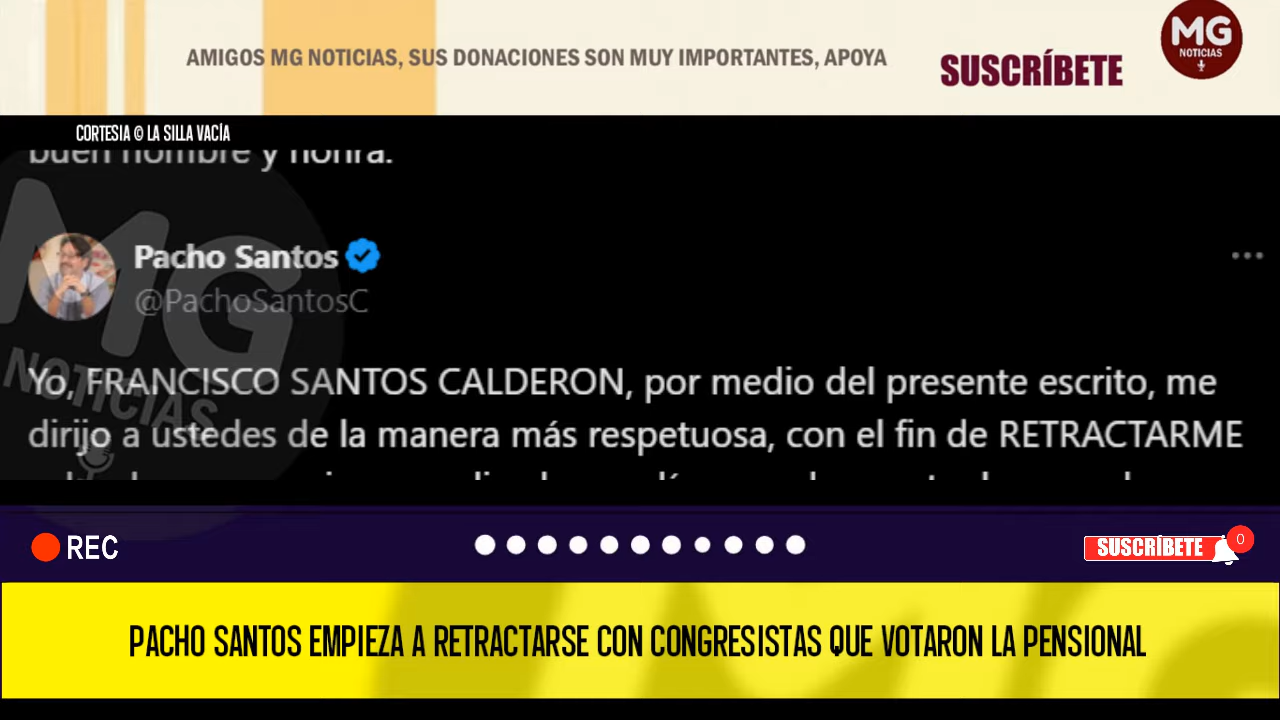 AMIGOS MG NOTICIAS, SUS DONACIONES SON MUY IMPORTANTES, APOYA
SUSCRÍBETE
MG
NOTICIAS
CORTESIA © LA SILLA VACÍA
buen nombre y honra.
Pacho Santos
@PachoSantosC
MG
NOTICIAS
Yo, FRANCISCO SANTOS CALDERON, por medio del presente escrito, me
dirijo a ustedes de la manera más respetuosa, con el fin de RETRACTARME
REC
SUSCRÍBETE
0
PACHO SANTOS EMPIEZA A RETRACTARSE CON CONGRESISTAS QUE VOTARON LA PENSIONAL